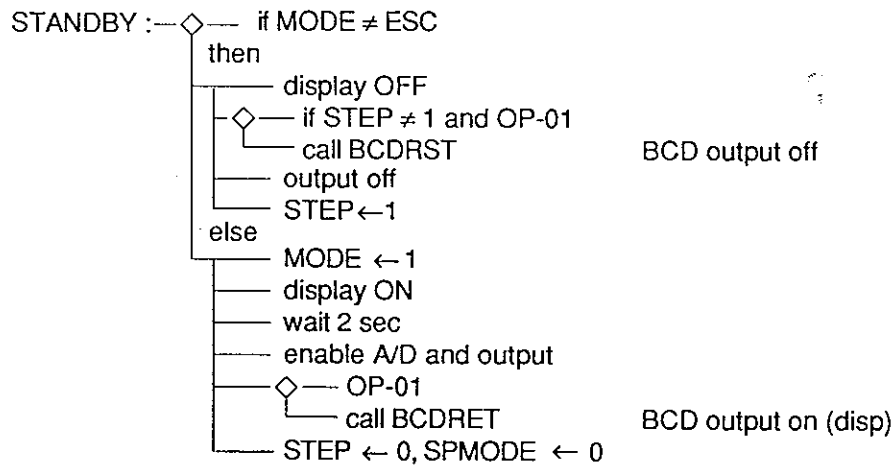 STANDBY : if MODE ≠ ESC
then
display OFF
if STEP ≠ 1 and OP-01
call BCDRST BCD output off
output off
STEP←1
else
MODE ← 1
display ON
wait 2 sec
enable A/D and output
OP-01
call BCDRET BCD output on (disp)
STEP ← 0, SPMODE ← 0